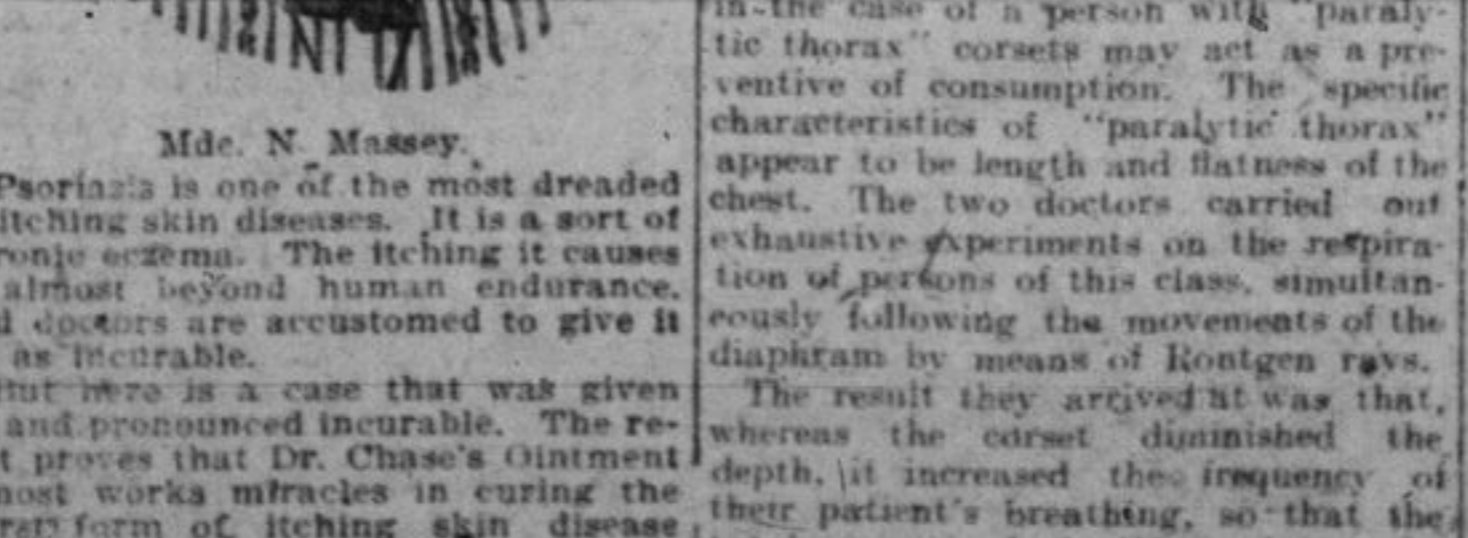 Mde. N. Massey.
Psoriasis is one of the most dreaded
itching skin diseases. It is a sort of
ronic eczema. The itching it causes
almost beyond human endurance,
d doctors are accustomed to give it
as incurable.
But here is a case that was given
and pronounced incurable. The re-
t proves that Dr. Chase's Ointment
most works miracles in curing the
form of itching skin disease
in the case of a person with "paraly-
tic thorax" corsets may act as a pre-
ventive of consumption. The specific
characteristics of "paralytic thorax"
appear to be length and flatness of the
chest. The two doctors carried out
exhaustive experiments on the respira-
tion of persons of this class, simultan-
eously following the movements of the
diaphram by means of Rontgen rays.
The result they arrived at was that,
whereas the corset diminished the
depth, it increased the frequency of
their patient's breathing, so that the